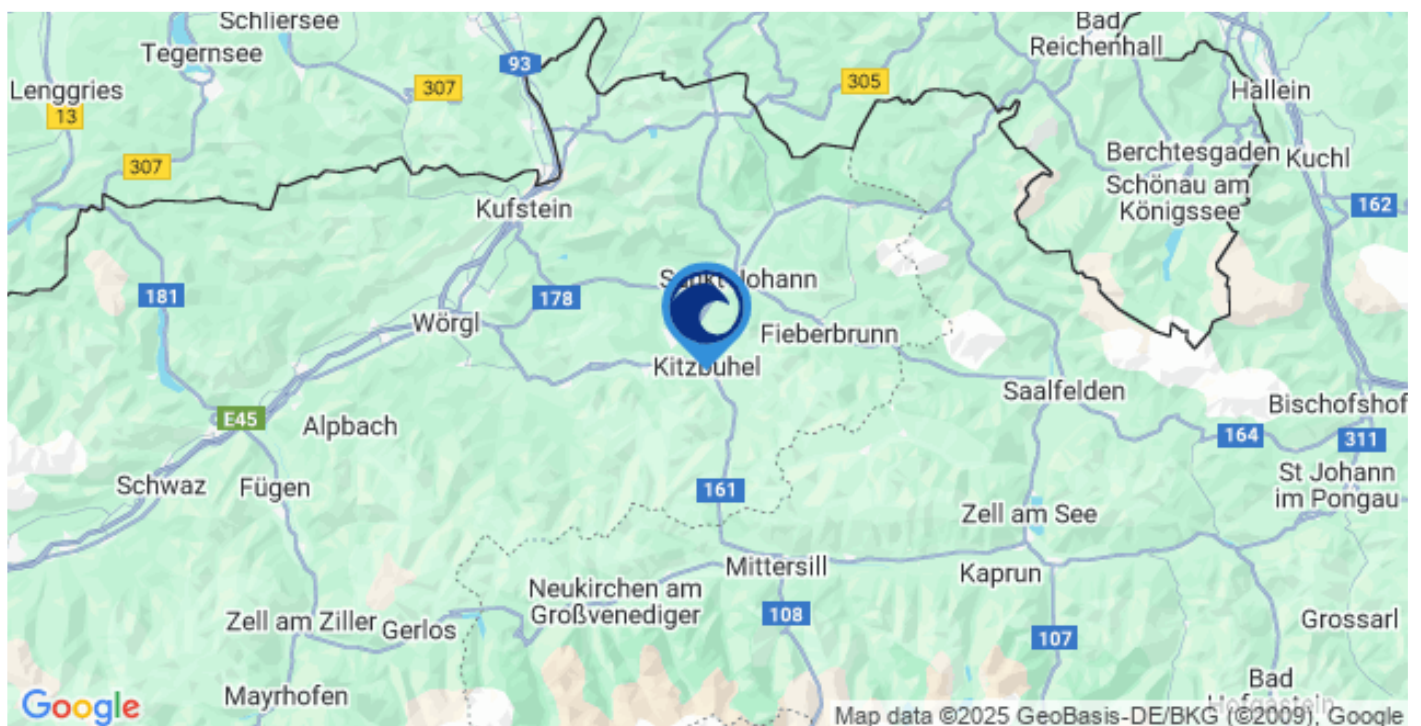 Schliersee
Tegernsee
Bad
Reichenhall
93
307
305
Lenggries
13
Hallein
307
Berchtesgaden
Kuchl
Schönau am
Königssee
162
Kufstein
Sankt Johann
181
178
Wörgl
Fieberbrunn
Kitzbühel
Saalfelden
Bischofshof
E45
Alpbach
164
311
Schwaz
Fügen
161
St Johann
im Pongau
Zell am See
Mittersill
Kaprun
Neukirchen am
Großvenediger
108
Zell am Ziller
Gerlos
107
Grossarl
Mayrhofen
Bad
Hofgastein
Google
Map data ©2025 GeoBasis-DE/BKG (©2009), Google